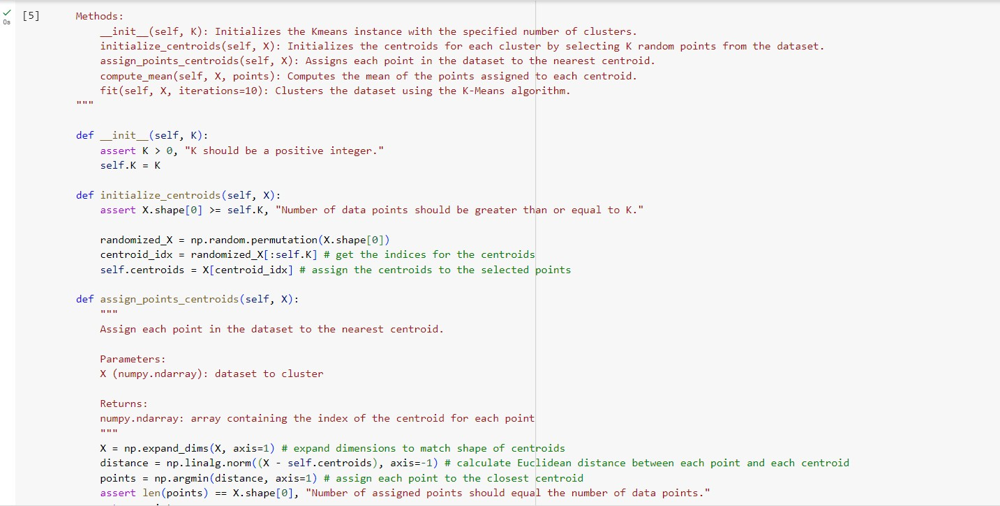 [5] Methods:
0s
__init__(self, K): Initializes the Kmeans instance with the specified number of clusters.
initialize_centroids(self, X): Initializes the centroids for each cluster by selecting K random points from the dataset.
assign_points_centroids(self, X): Assigns each point in the dataset to the nearest centroid.
compute_mean(self, X, points): Computes the mean of the points assigned to each centroid.
fit(self, X, iterations=10): Clusters the dataset using the K-Means algorithm.
"""
def __init__(self, K):
assert K > 0, "K should be a positive integer."
self.K = K
def initialize_centroids(self, X):
assert X.shape[0] >= self.K, "Number of data points should be greater than or equal to K."
randomized_X = np.random.permutation(X.shape[0])
centroid_idx = randomized_X[:self.K] # get the indices for the centroids
self.centroids = X[centroid_idx] # assign the centroids to the selected points
def assign_points_centroids(self, X):
"""
Assign each point in the dataset to the nearest centroid.
Parameters:
X (numpy.ndarray): dataset to cluster
Returns:
numpy.ndarray: array containing the index of the centroid for each point
"""
X = np.expand_dims(X, axis=1) # expand dimensions to match shape of centroids
distance = np.linalg.norm((X - self.centroids), axis=-1) # calculate Euclidean distance between each point and each centroid
points = np.argmin(distance, axis=1) # assign each point to the closest centroid
assert len(points) == X.shape[0], "Number of assigned points should equal the number of data points."